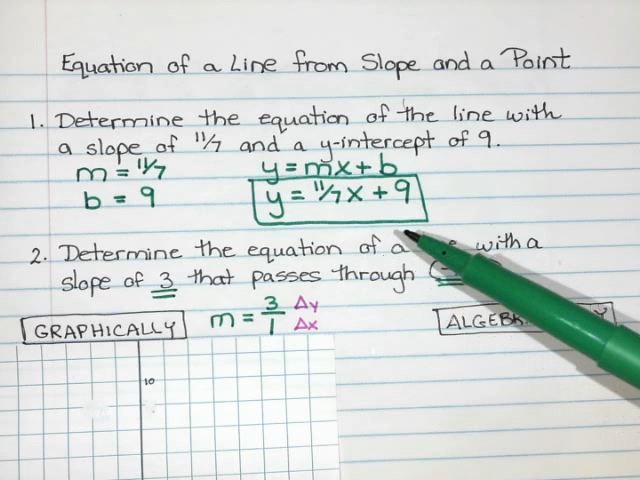 Equation of a Line from Slope and a Point
1. Determine the equation of the line with
a slope of 11/7 and a y-intercept of 9.
m = 11/7 y = mx + b
b = 9 y = 11/7 x + 9
2. Determine the equation of a with a
slope of 3 that passes through
GRAPHICALLY m = 3/1 Δy/Δx
10